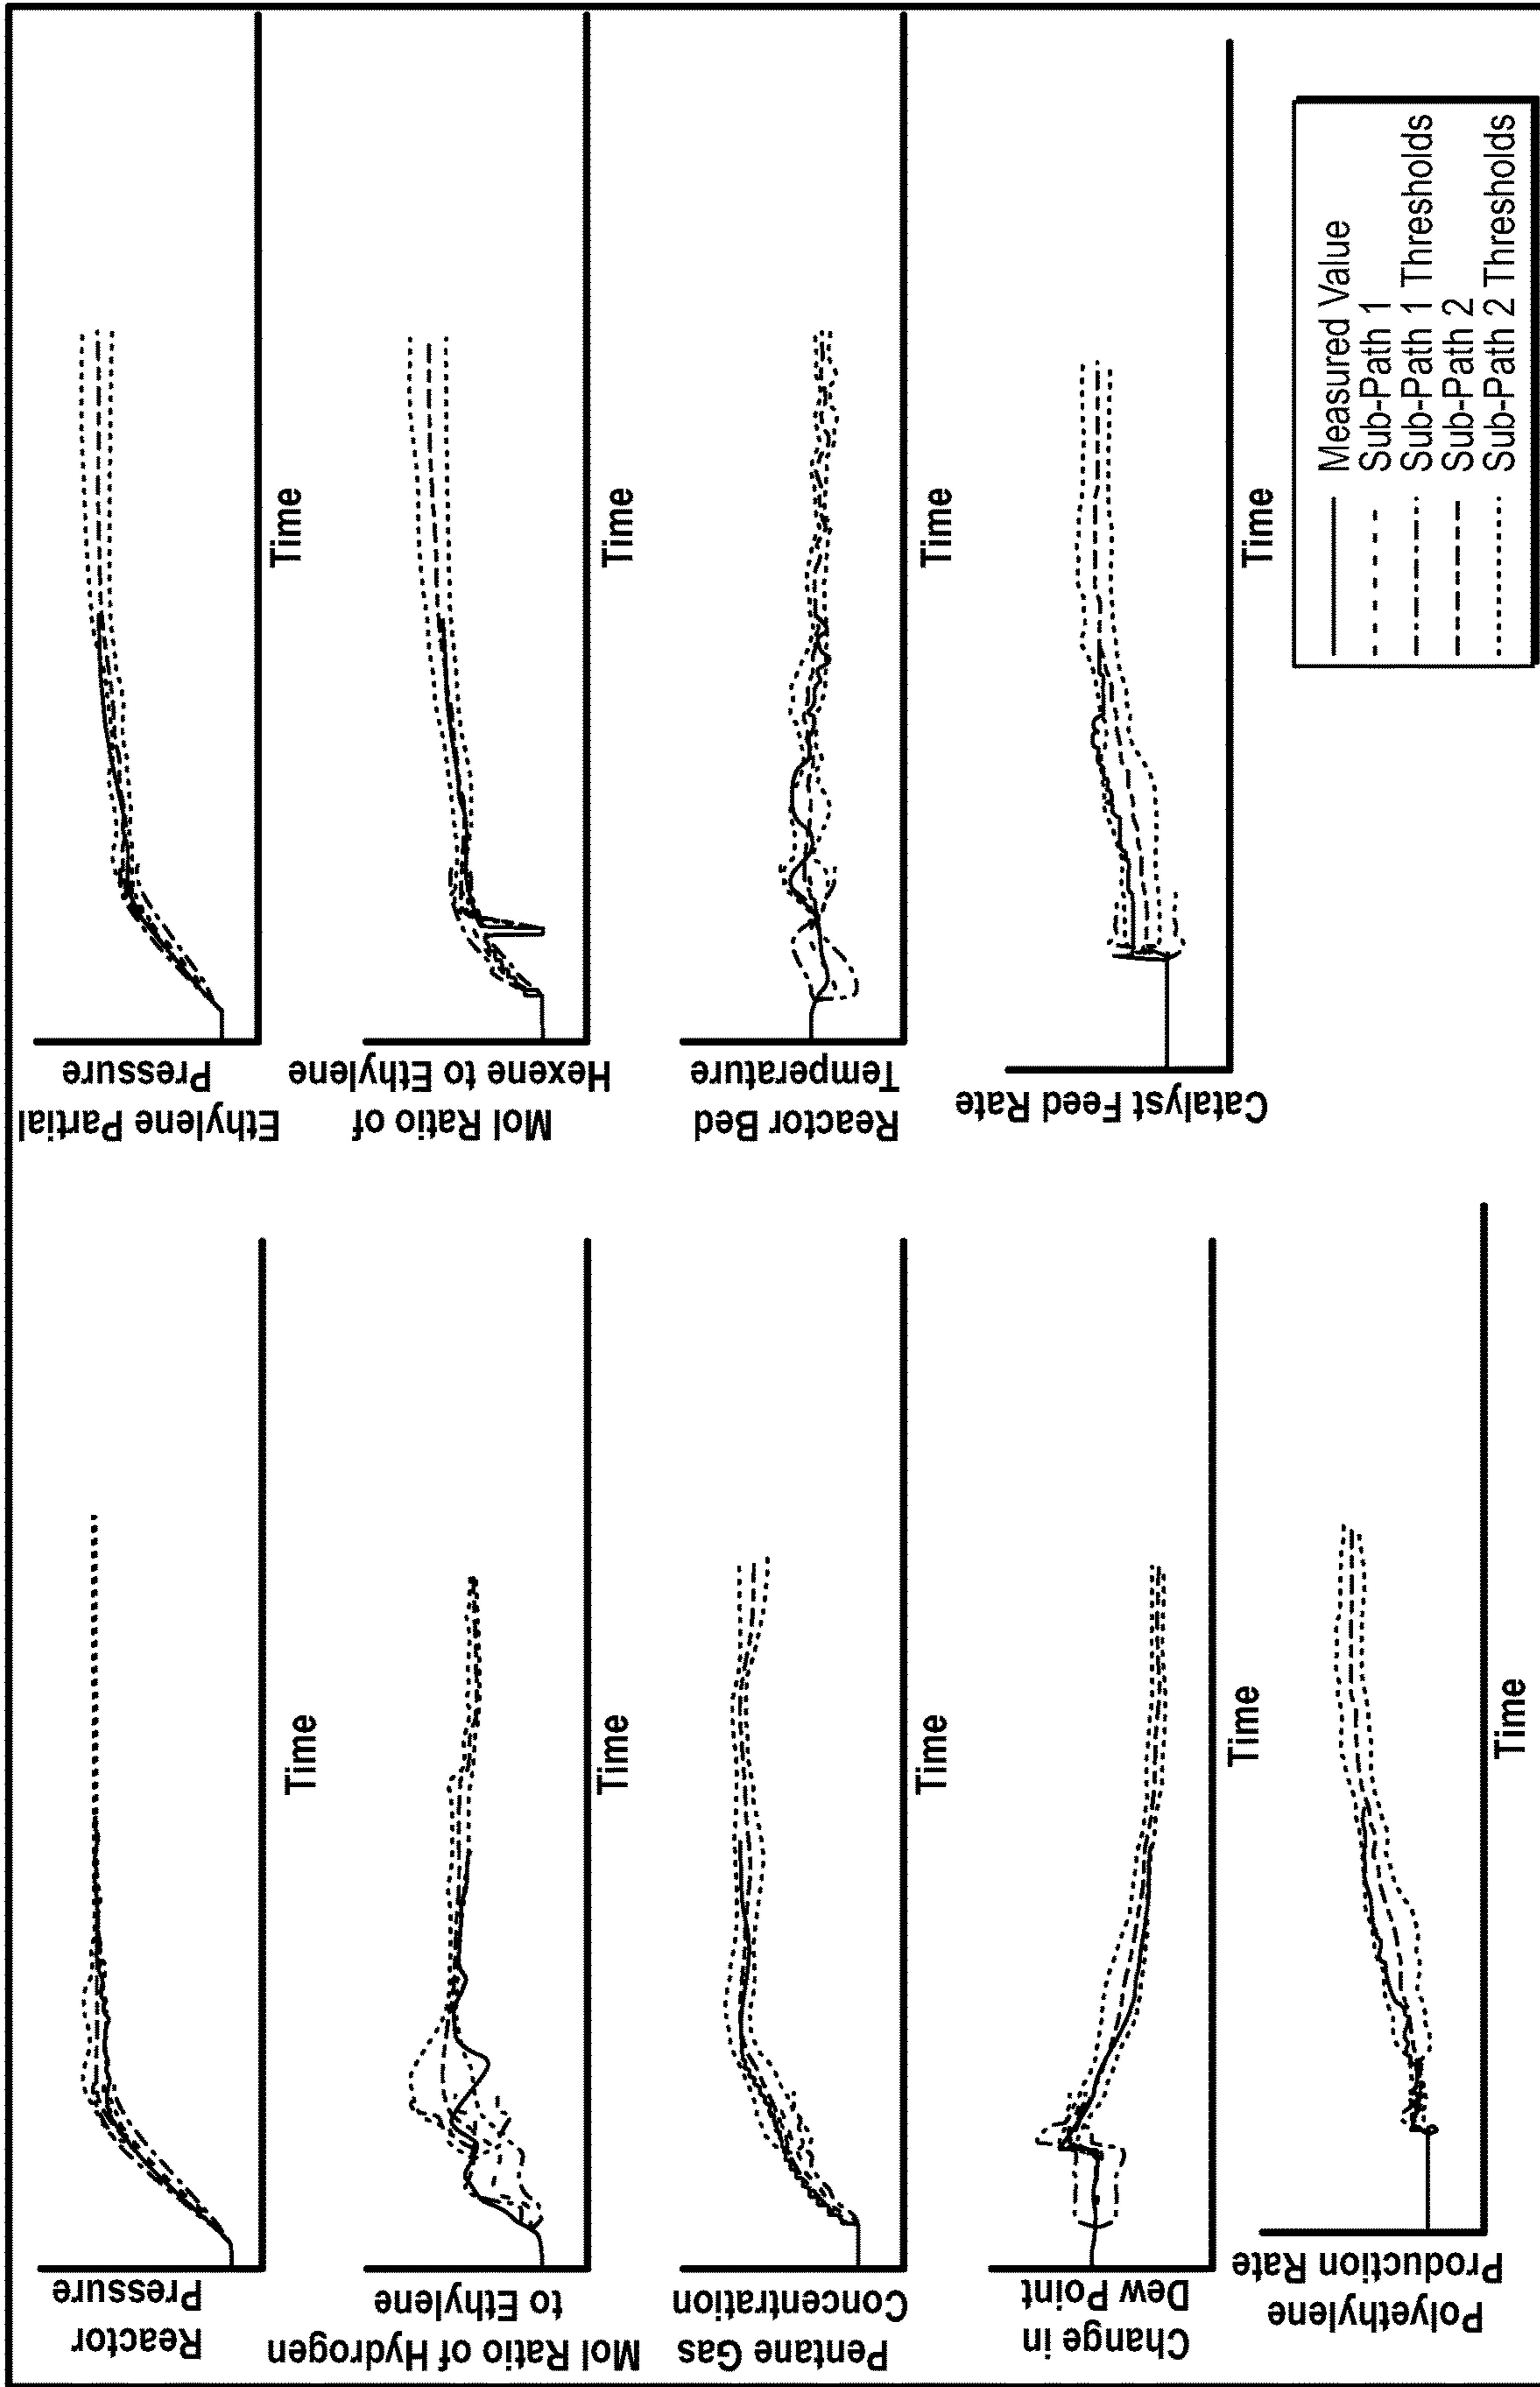 Reactor
Pressure
Time
Mol Ratio of Hydrogen
to Ethylene
Time
Pentane Gas
Concentration
Time
Change in
Dew Point
Time
Polyethylene
Production Rate
Time
Ethylene Partial
Pressure
Time
Mol Ratio of
Hexene to Ethylene
Time
Reactor Bed
Temperature
Time
Catalyst Feed Rate
Time
Measured Value
Sub-Path 1
Sub-Path 1 Thresholds
Sub-Path 2
Sub-Path 2 Thresholds